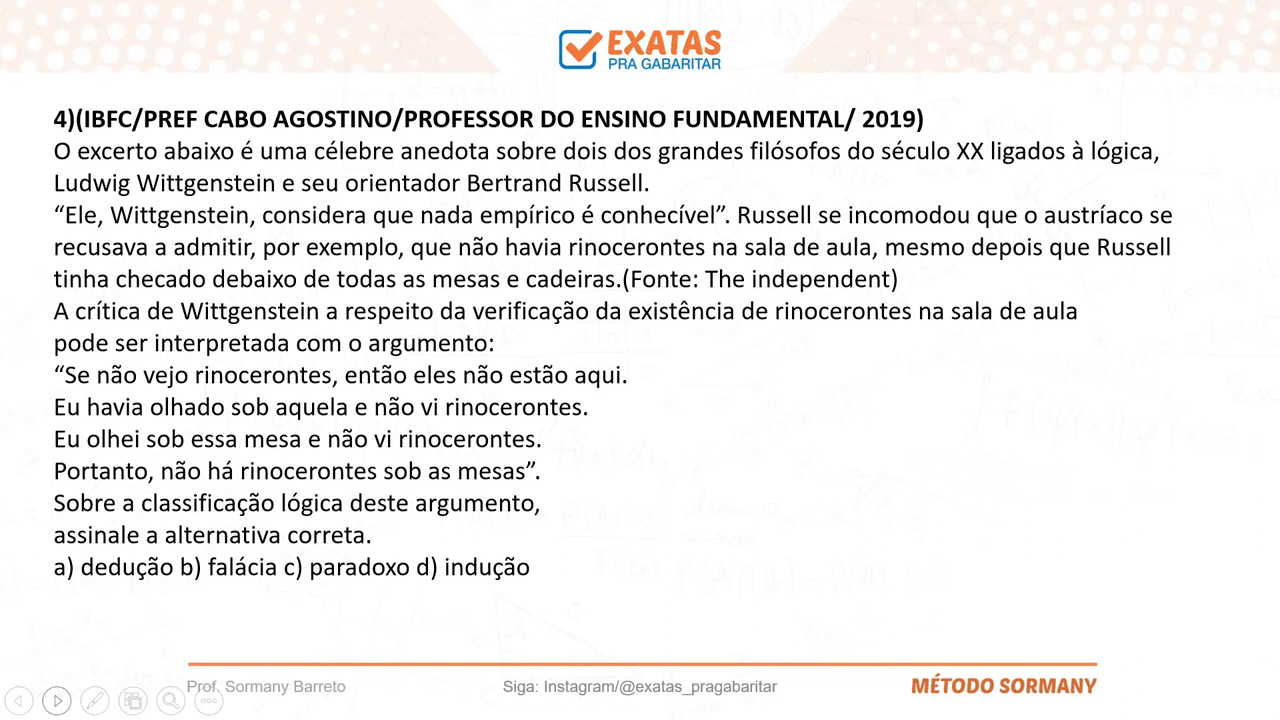 EXATAS
PRA GABARITAR
4)(IBFC/PREF CABO AGOSTINO/PROFESSOR DO ENSINO FUNDAMENTAL/ 2019)
O excerto abaixo é uma célebre anedota sobre dois dos grandes filósofos do século XX ligados à lógica,
Ludwig Wittgenstein e seu orientador Bertrand Russell.
“Ele, Wittgenstein, considera que nada empírico é conhecível”. Russell se incomodou que o austríaco se
recusava a admitir, por exemplo, que não havia rinocerontes na sala de aula, mesmo depois que Russell
tinha checado debaixo de todas as mesas e cadeiras.(Fonte: The independent)
A crítica de Wittgenstein a respeito da verificação da existência de rinocerontes na sala de aula
pode ser interpretada com o argumento:
“Se não vejo rinocerontes, então eles não estão aqui.
Eu havia olhado sob aquela e não vi rinocerontes.
Eu olhei sob essa mesa e não vi rinocerontes.
Portanto, não há rinocerontes sob as mesas”.
Sobre a classificação lógica deste argumento,
assinale a alternativa correta.
a) dedução b) falácia c) paradoxo d) indução
Prof. Sormany Barreto
Siga: Instagram/@exatas_pragabaritar
MÉTODO SORMANY